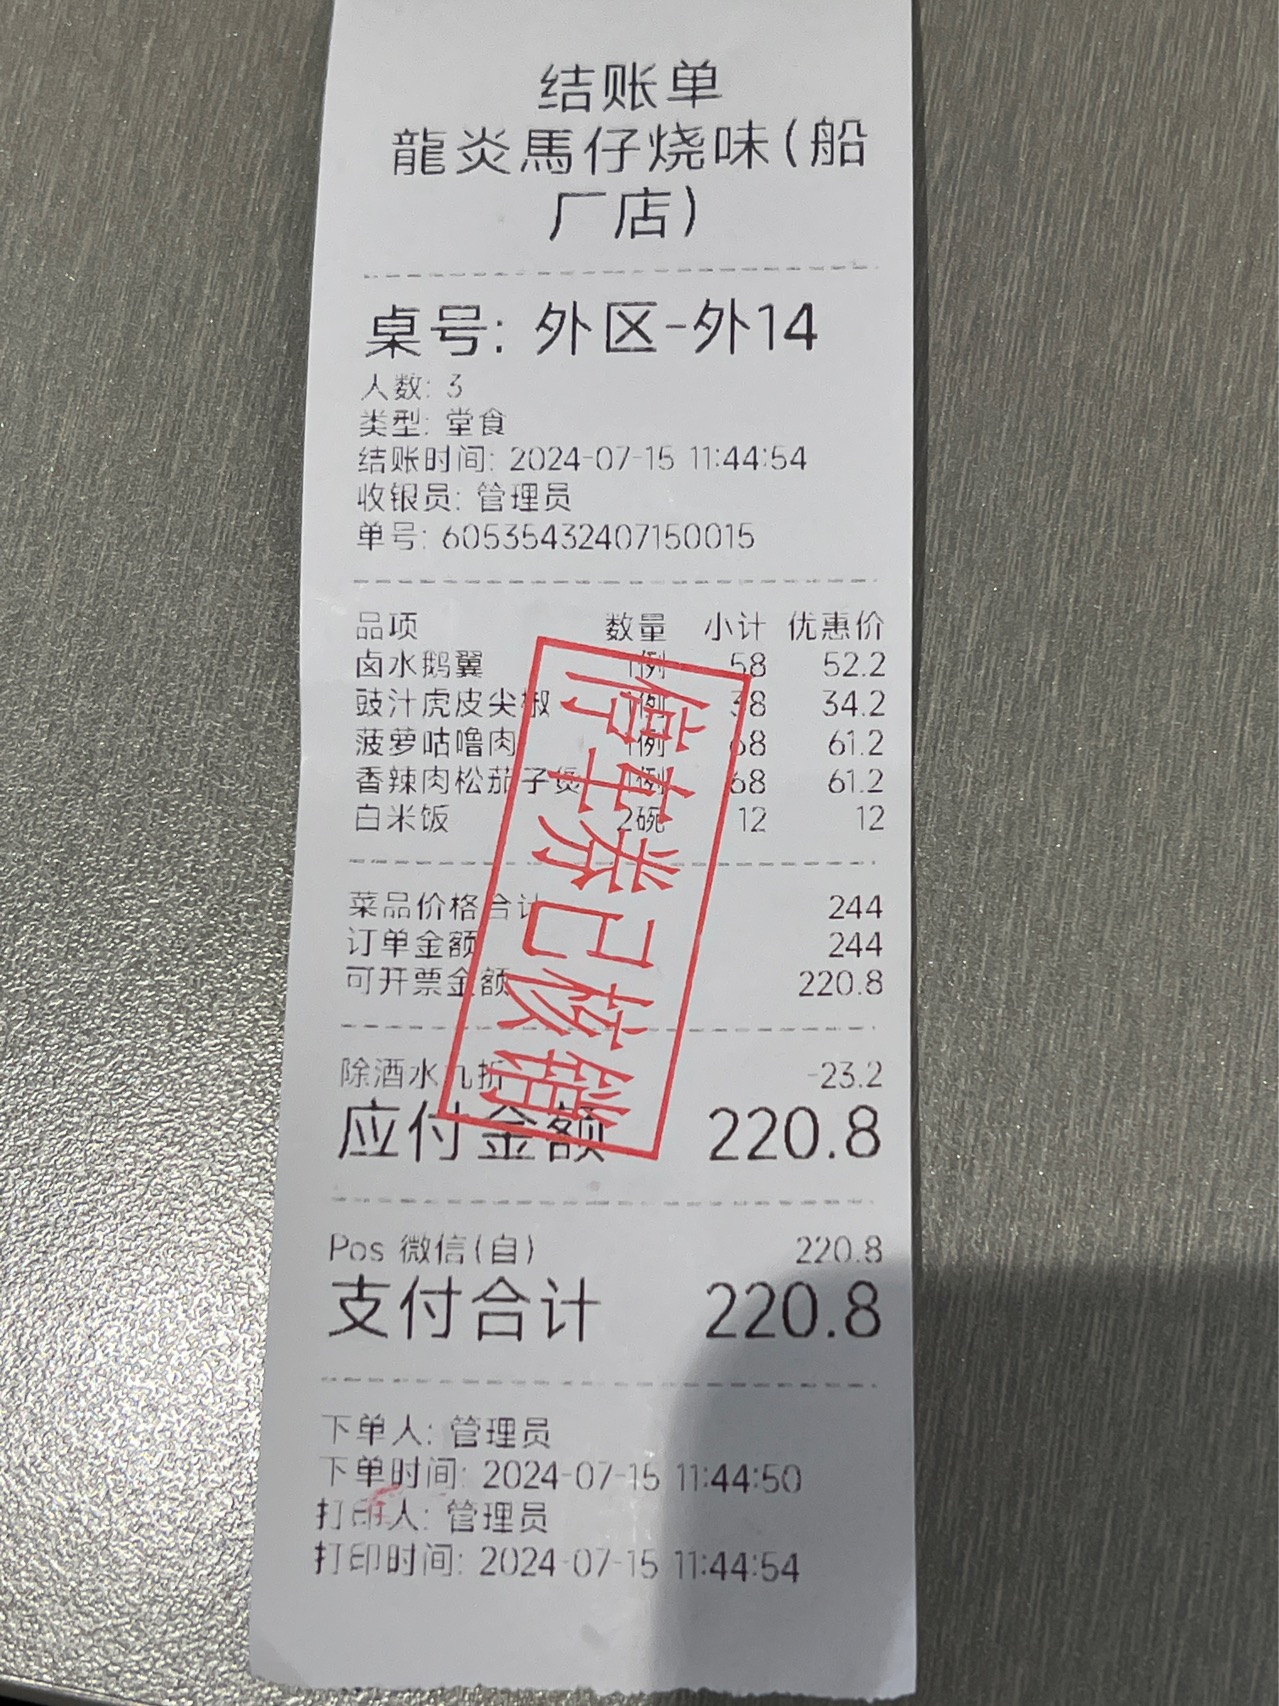 结账单
龍炎馬仔烧味(船
厂店)
桌号: 外区-外14
人数: 3
类型: 堂食
结账时间: 2024-07-15 11:44:54
收银员: 管理员
单号: 60535432407150015
品项 数量 小计 优惠价
卤水鹅翼 1例 58 52.2
豉汁虎皮尖椒 1例 38 34.2
菠萝咕噜肉 1例 68 61.2
香辣肉松茄子煲 1例 68 61.2
白米饭 2碗 12 12
菜品价格合计 244
订单金额 244
可开票金额 220.8
除酒水九折 -23.2
应付金额 220.8
Pos 微信(自) 220.8
支付合计 220.8
下单人: 管理员
下单时间: 2024-07-15 11:44:50
打印人: 管理员
打印时间: 2024-07-15 11:44:54
停车券已核销